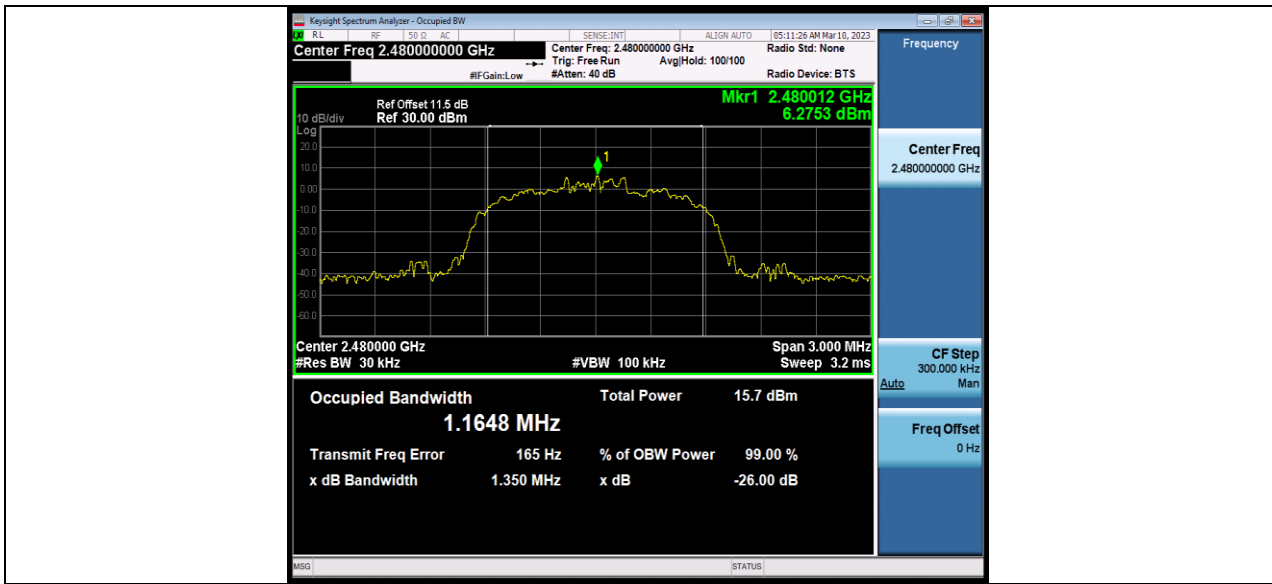 Keysight Spectrum Analyzer - Occupied BW
RL RF 50 Ω AC SENSE:INT ALIGN AUTO 05:11:26 AM Mar 10, 2023
Center Freq 2.480000000 GHz
Center Freq: 2.480000000 GHz
Radio Std: None
Trig: Free Run Avg|Hold: 100/100
#IFGain:Low #Atten: 40 dB Radio Device: BTS
Frequency
Mkr1 2.480012 GHz
6.2753 dBm
Ref Offset 11.5 dB
10 dB/div Ref 30.00 dBm
Log
20.0
10.0
0.00
-10.0
-20.0
-30.0
-40.0
-50.0
-60.0
1
Center 2.480000 GHz Span 3.000 MHz
#Res BW 30 kHz #VBW 100 kHz Sweep 3.2 ms
Center Freq
2.480000000 GHz
CF Step
300.000 kHz
Auto Man
Freq Offset
0 Hz
Occupied Bandwidth Total Power 15.7 dBm
1.1648 MHz
Transmit Freq Error 165 Hz % of OBW Power 99.00 %
x dB Bandwidth 1.350 MHz x dB -26.00 dB
MSG STATUS